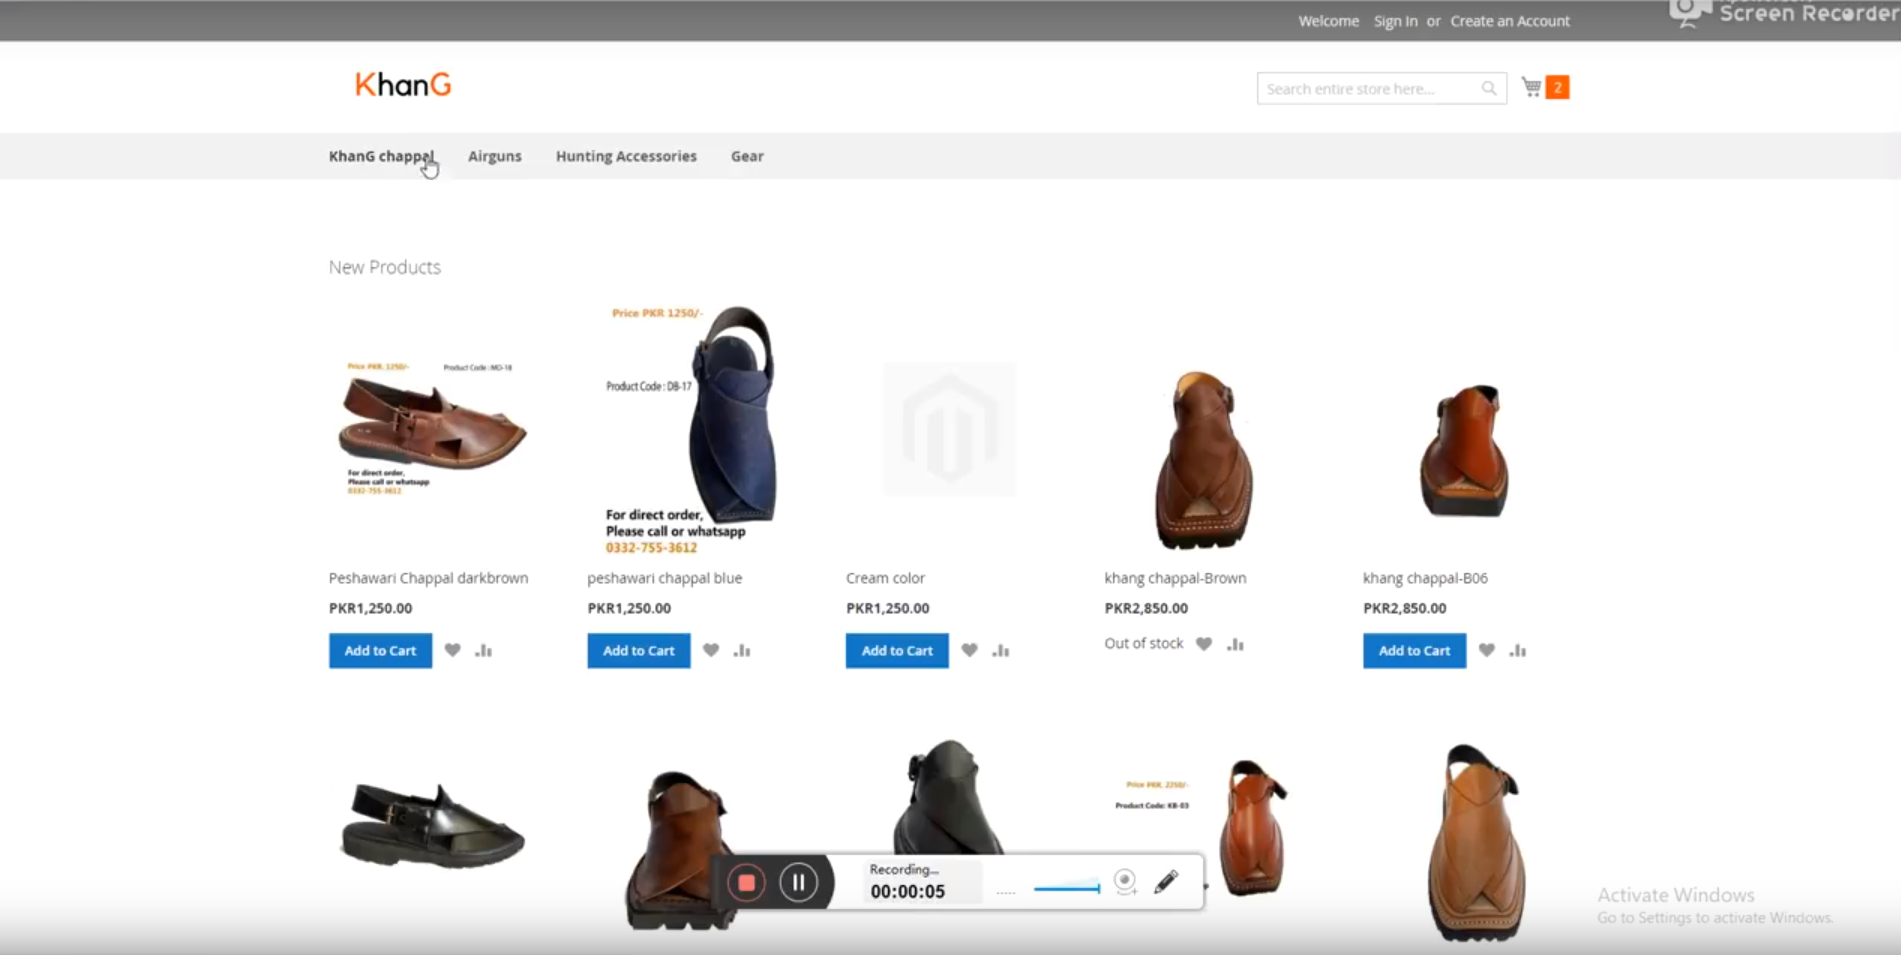 Welcome Sign In or Create an Account
Screen Recorder
KhanG
Search entire store here...
2
KhanG chappal Airguns Hunting Accessories Gear
New Products
Price PKR. 1250/- Product Code : MO-18
For direct order,
Please call or whatsapp
0332-755-3612
Price PKR 1250/-
Product Code : DB-17
For direct order,
Please call or whatsapp
0332-755-3612
Peshawari Chappal darkbrown
PKR1,250.00
Add to Cart
peshawari chappal blue
PKR1,250.00
Add to Cart
Cream color
PKR1,250.00
Add to Cart
khang chappal-Brown
PKR2,850.00
Out of stock
khang chappal-B06
PKR2,850.00
Add to Cart
Price PKR. 2250/-
Product Code: KB-03
Recording...
00:00:05
Activate Windows
Go to Settings to activate Windows.